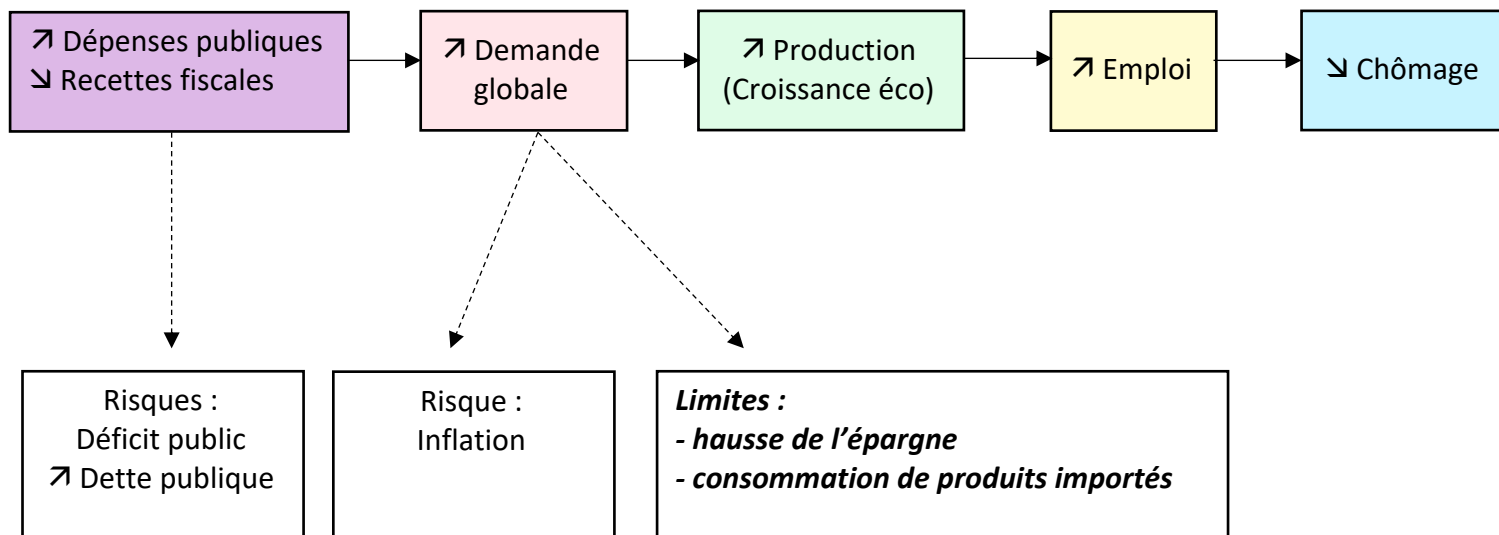 ↗ Dépenses publiques
↘ Recettes fiscales
↗ Demande
globale
↗ Production
(Croissance éco)
↗ Emploi
↘ Chômage
Risques :
Déficit public
↗ Dette publique
Risque :
Inflation
Limites :
- hausse de l’épargne
- consommation de produits importés